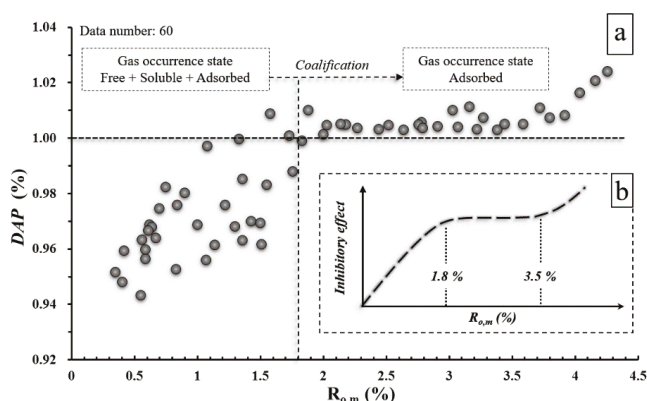 1.04
Data number: 60
a
Gas occurrence state
Free + Soluble + Adsorbed
Coalification
Gas occurrence state
Adsorbed
1.02
1.00
0.98
0.96
0.94
0.92
DAP (%)
b
Inhibitory effect
1.8 %
3.5 %
Ro,m (%)
0
0.5
1
1.5
2
2.5
3
3.5
4
4.5
Ro,m (%)